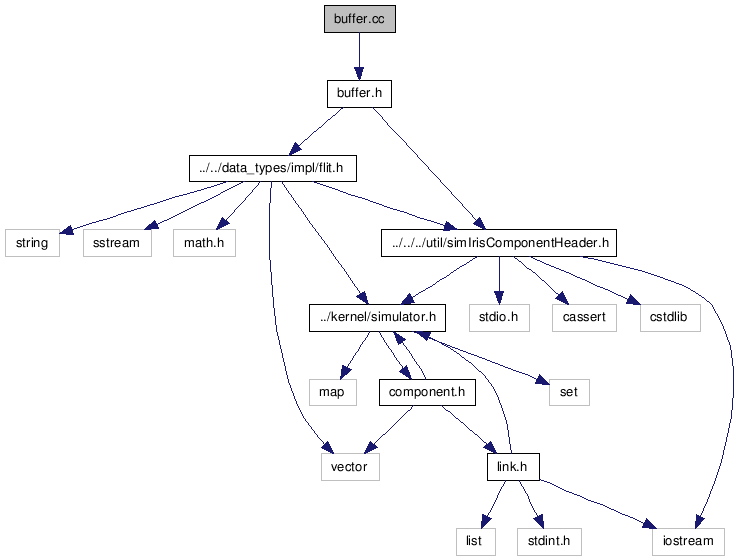 buffer.cc
buffer.h
../../data_types/impl/flit.h
string
sstream
math.h
../../../util/simIrisComponentHeader.h
../kernel/simulator.h
stdio.h
cassert
cstdlib
map
component.h
set
vector
link.h
list
stdint.h
iostream